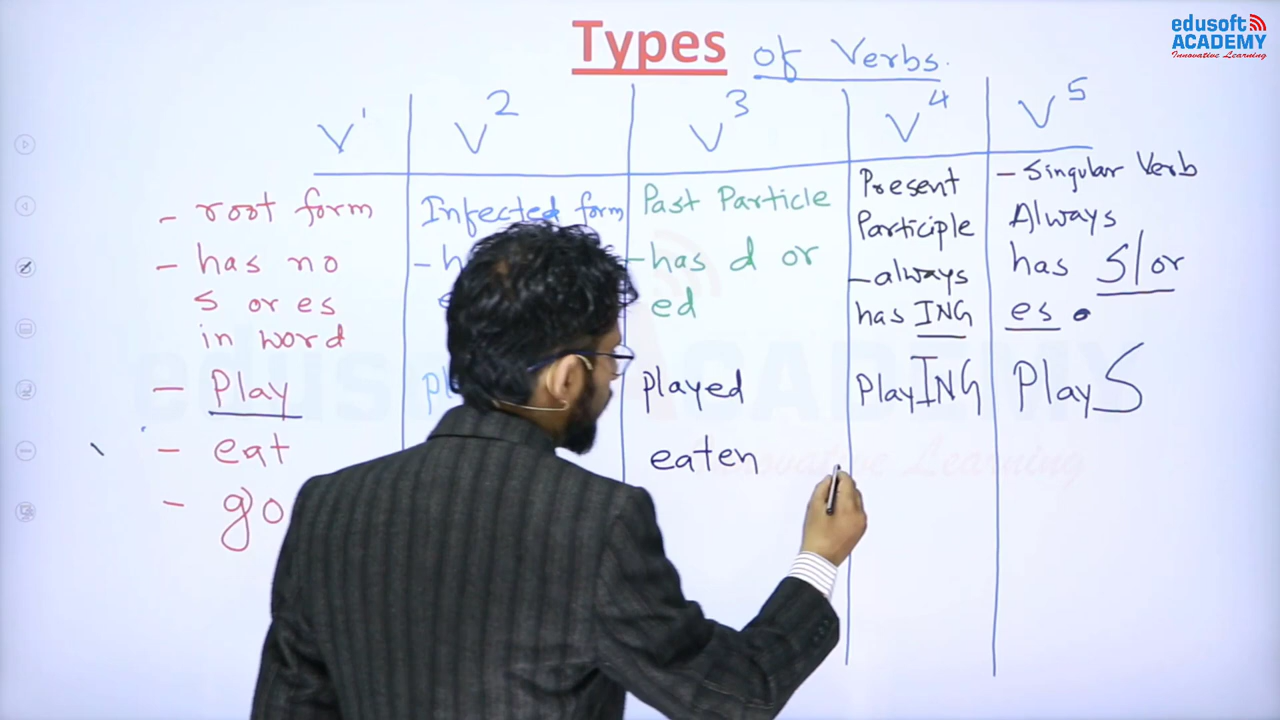 edusoft
ACADEMY
Innovative Learning
Types of Verbs.
V1
V2
V3
V4
V5
- root form
- has no
s or es
in word
- Play
- eat
- go
Infected form
Past Particle
- has d or
ed
played
eaten
Present
Participle
- always
has ING
PlayING
- Singular Verb
Always
has S/or
es.
PlayS